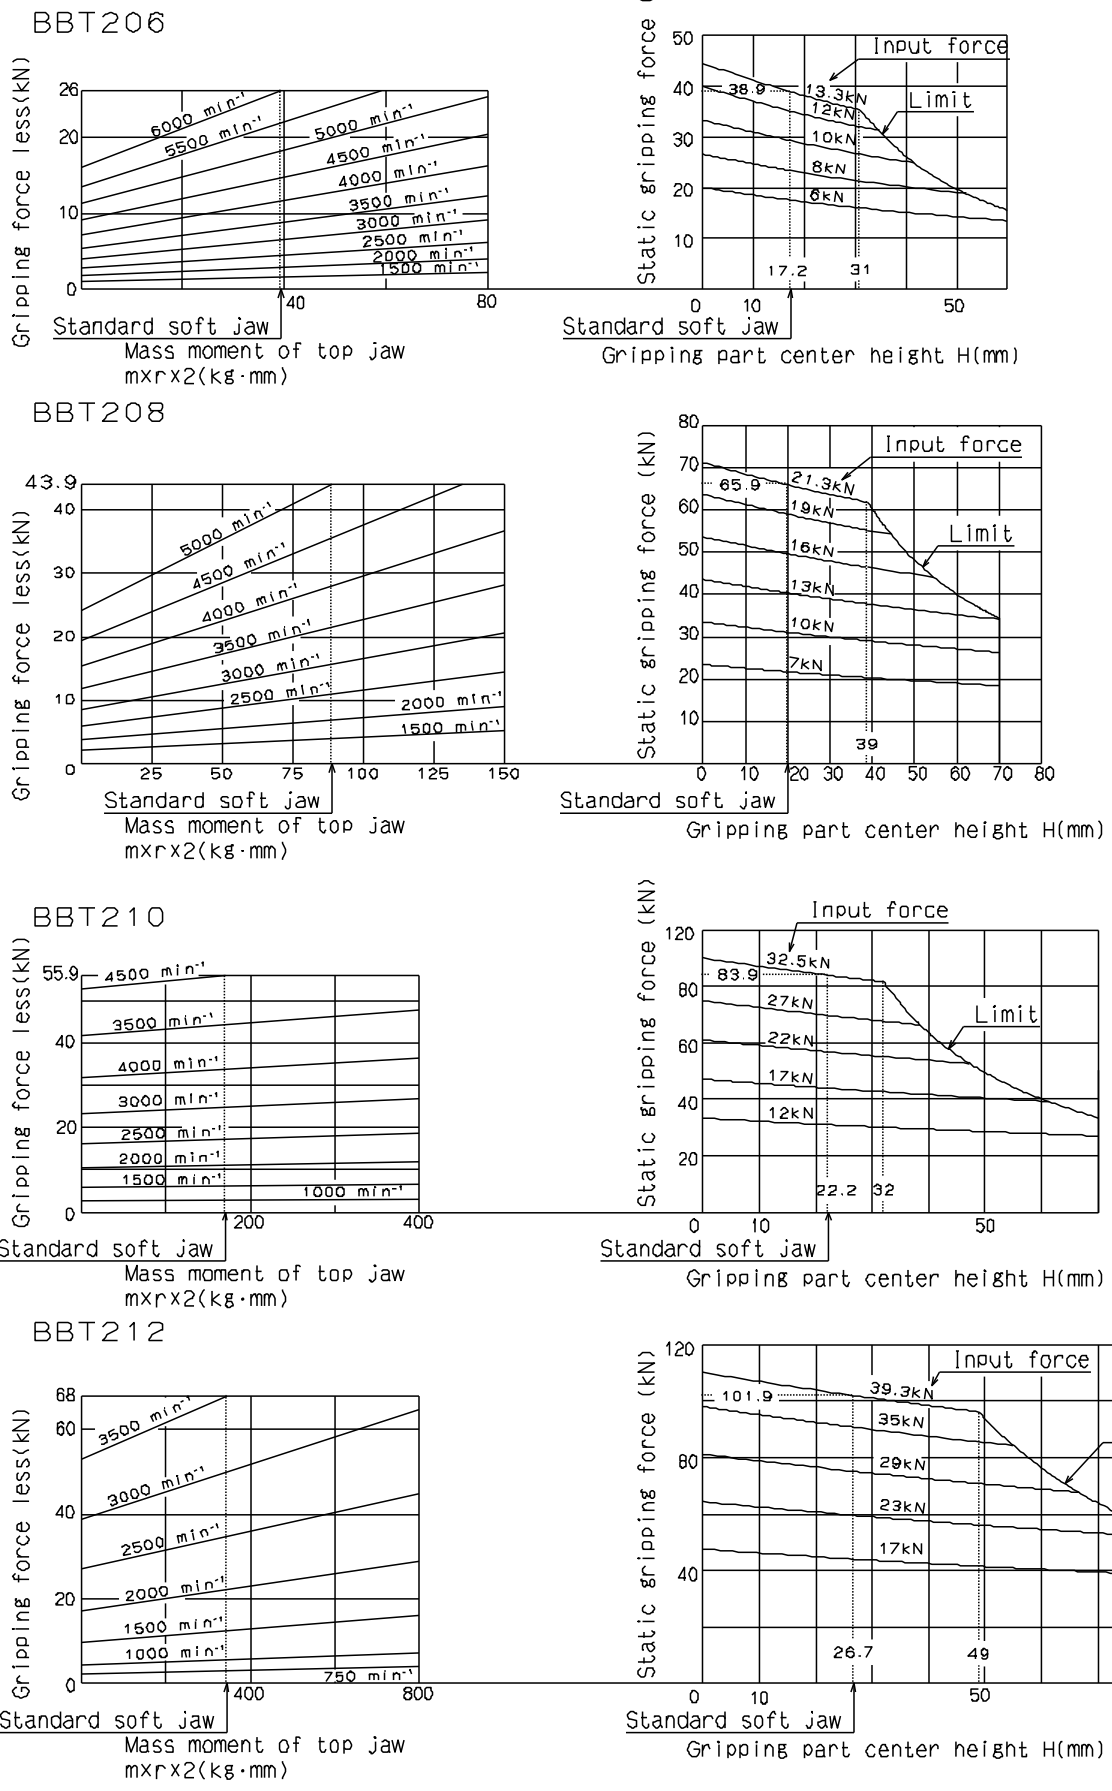 BBT206
Gripping force less(kN)
26
20
10
0
6000 min⁻¹
5500 min⁻¹
5000 min⁻¹
4500 min⁻¹
4000 min⁻¹
3500 min⁻¹
3000 min⁻¹
2500 min⁻¹
2000 min⁻¹
1500 min⁻¹
40
80
Standard soft jaw
Mass moment of top jaw
m×r×2(kg·mm)
Static gripping force
50
40
30
20
10
Input force
38.9
13.3kN
12kN
Limit
10kN
8kN
6kN
17.2
31
0
10
50
Standard soft jaw
Gripping part center height H(mm)
BBT208
Gripping force less(kN)
43.9
40
30
20
10
0
5000 min⁻¹
4500 min⁻¹
4000 min⁻¹
3500 min⁻¹
3000 min⁻¹
2500 min⁻¹
2000 min⁻¹
1500 min⁻¹
25 50 75 100 125 150
Standard soft jaw
Mass moment of top jaw
m×r×2(kg·mm)
Static gripping force (kN)
80
70
60
50
40
30
20
10
Input force
65.9
21.3kN
19kN
Limit
16kN
13kN
10kN
7kN
39
0 10 20 30 40 50 60 70 80
Standard soft jaw
Gripping part center height H(mm)
BBT210
Gripping force less(kN)
55.9
40
20
0
4500 min⁻¹
3500 min⁻¹
4000 min⁻¹
3000 min⁻¹
2500 min⁻¹
2000 min⁻¹
1500 min⁻¹
1000 min⁻¹
200
400
Standard soft jaw
Mass moment of top jaw
m×r×2(kg·mm)
Static gripping force (kN)
120
80
60
40
20
Input force
32.5kN
83.9
27kN
Limit
22kN
17kN
12kN
22.2
32
0
10
50
Standard soft jaw
Gripping part center height H(mm)
BBT212
Gripping force less(kN)
68
60
40
20
0
3500 min⁻¹
3000 min⁻¹
2500 min⁻¹
2000 min⁻¹
1500 min⁻¹
1000 min⁻¹
750 min⁻¹
400
800
Standard soft jaw
Mass moment of top jaw
m×r×2(kg·mm)
Static gripping force (kN)
120
80
40
Input force
101.9
39.3kN
35kN
29kN
23kN
17kN
26.7
49
0
10
50
Standard soft jaw
Gripping part center height H(mm)